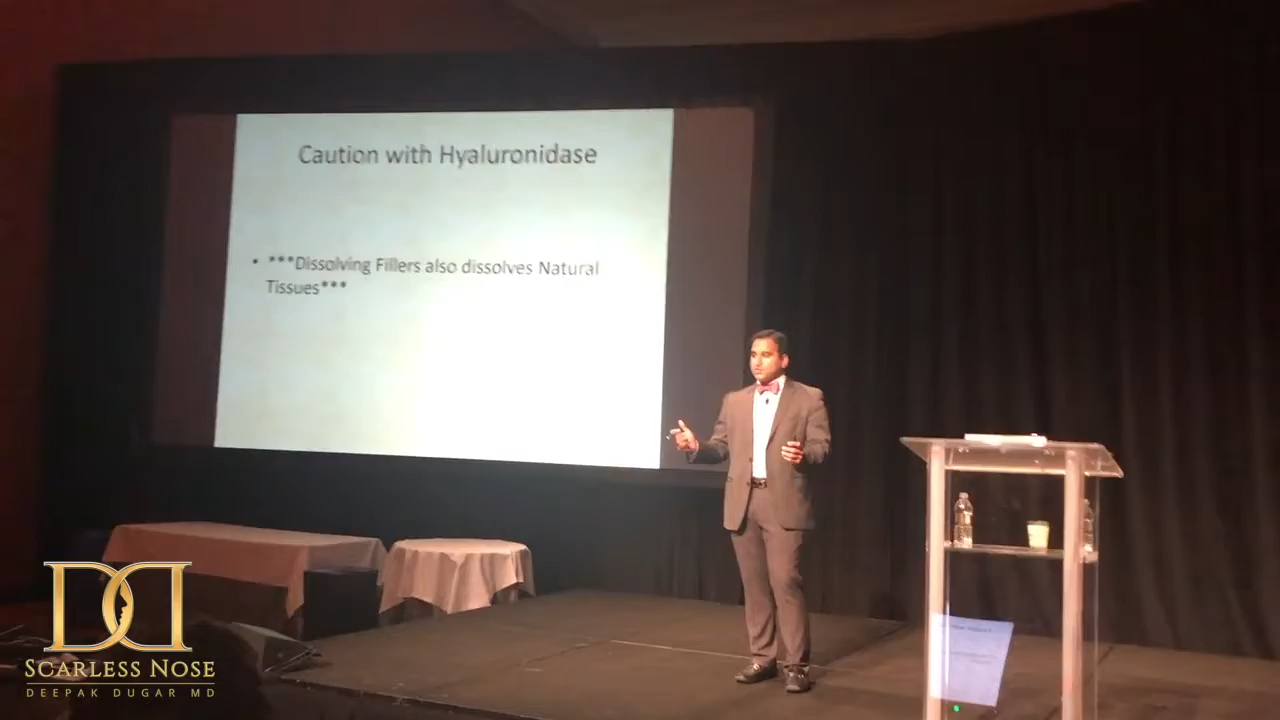 Caution with Hyaluronidase
• ***Dissolving Fillers also dissolves Natural
Tissues***
DD
SCARLESS NOSE
DEEPAK DUGAR MD